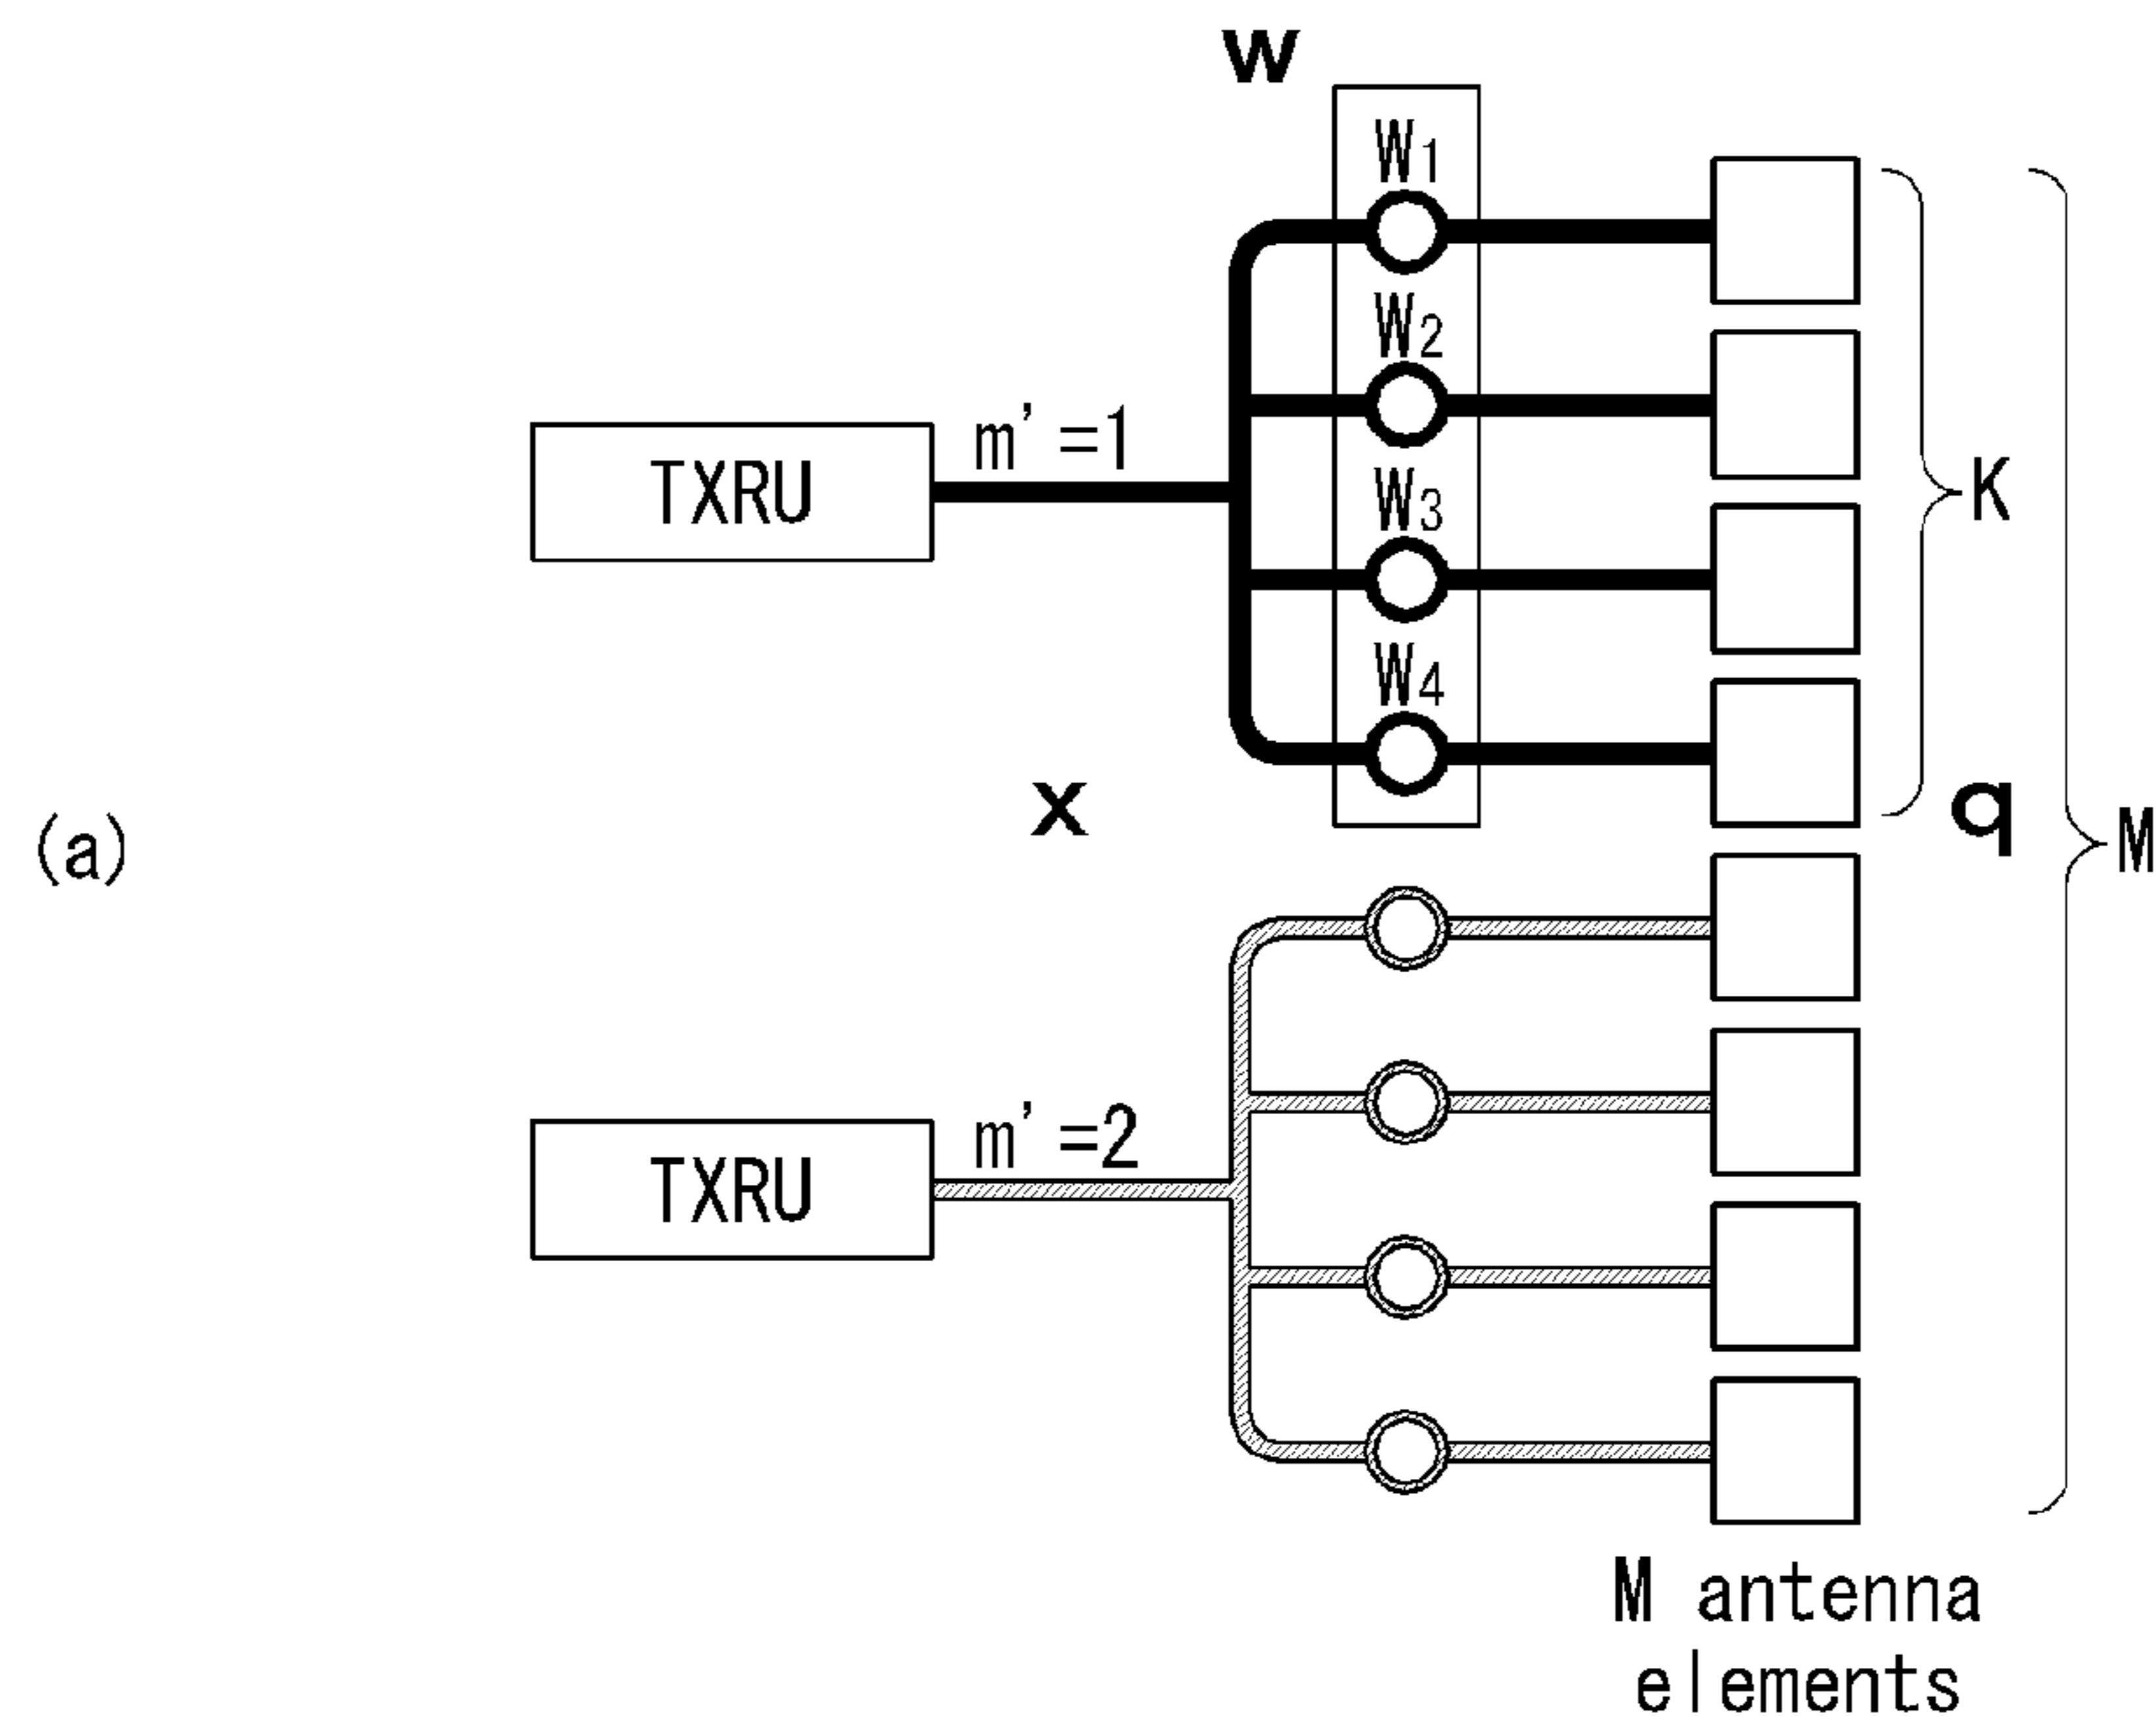 w
W1
W2
TXRU
m'=1
W3
K
W4
x
q
(a)
M
TXRU
m'=2
M antenna
elements